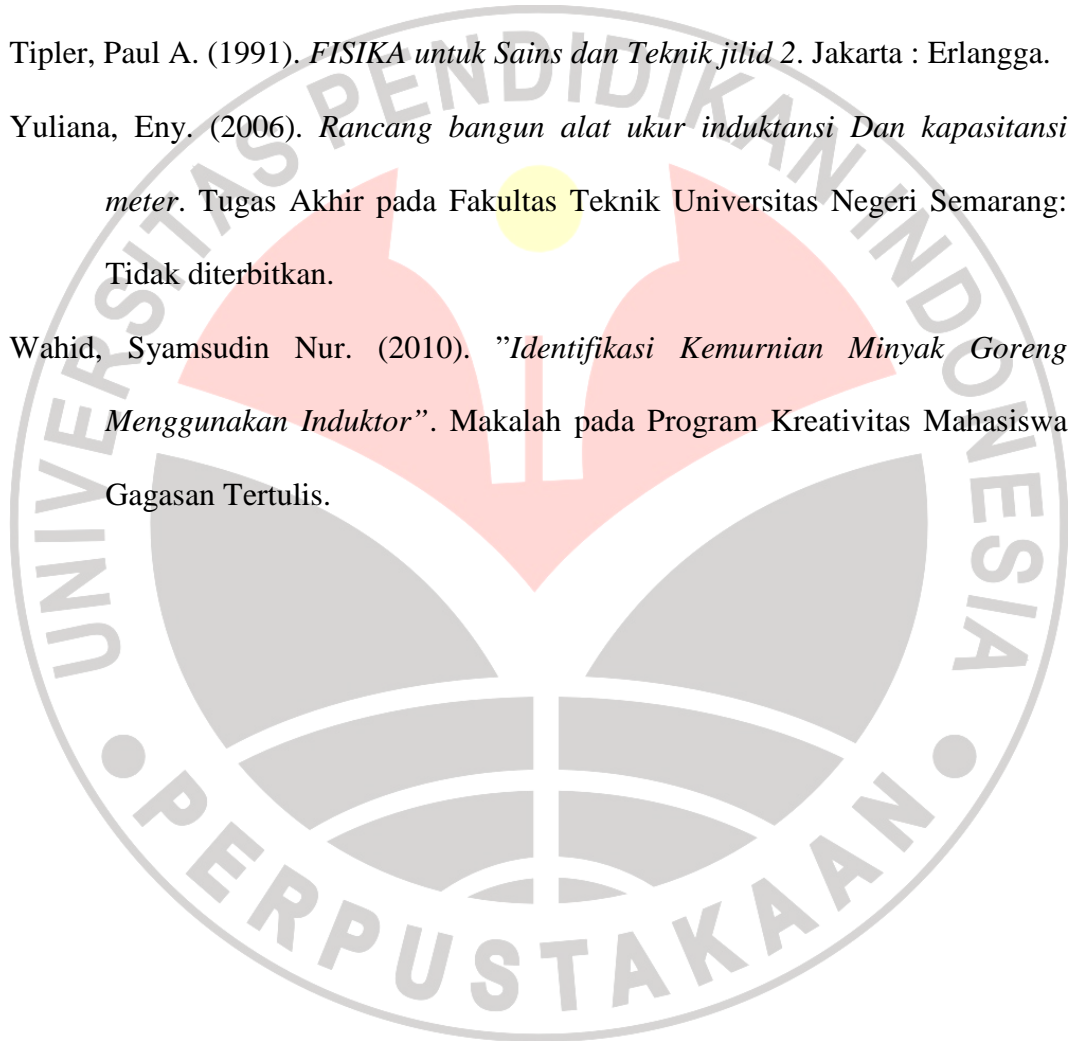 Tipler, Paul A. (1991). FISIKA untuk Sains dan Teknik jilid 2. Jakarta : Erlangga.
Yuliana, Eny. (2006). Rancang bangun alat ukur induktansi Dan kapasitansi
meter. Tugas Akhir pada Fakultas Teknik Universitas Negeri Semarang:
Tidak diterbitkan.
Wahid, Syamsudin Nur. (2010). ”Identifikasi Kemurnian Minyak Goreng
Menggunakan Induktor”. Makalah pada Program Kreativitas Mahasiswa
Gagasan Tertulis.
UNIVERSITAS PENDIDIKAN INDONESIA
PERPUSTAKAAN